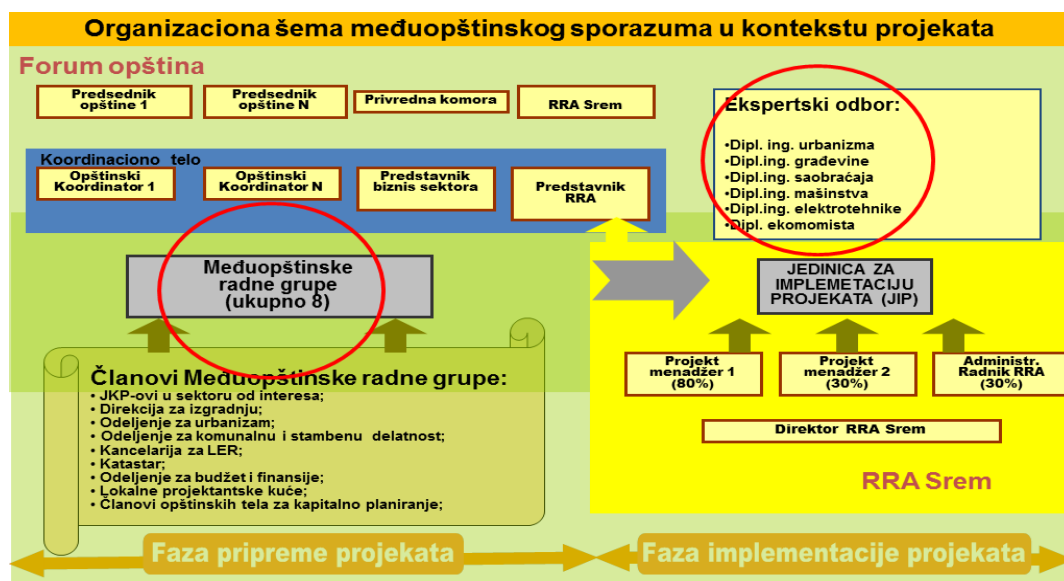 Organizaciona šema međuopštinskog sporazuma u kontekstu projekata
Forum opština
Predsednik
opštine 1
Predsednik
opštine N
Privredna komora
RRA Srem
Koordinaciono telo
Opštinski
Koordinator 1
Opštinski
Koordinator N
Predstavnik
biznis sektora
Predstavnik
RRA
Ekspertski odbor:
•Dipl. ing. urbanizma
•Dipl.ing. građevine
•Dipl.ing. saobraćaja
•Dipl.ing. mašinstva
•Dipl.ing. elektrotehnike
•Dipl. ekomomista
Međuopštinske
radne grupe
(ukupno 8)
JEDINICA ZA
IMPLEMETACIJU
PROJEKATA (JIP)
Članovi Međuopštinske radne grupe:
• JKP-ovi u sektoru od interesa;
• Direkcija za izgradnju;
• Odeljenje za urbanizam;
• Odeljenje za komunalnu i stambenu delatnost;
• Kancelarija za LER;
• Katastar;
• Odeljenje za budžet i finansije;
• Lokalne projektantske kuće;
• Članovi opštinskih tela za kapitalno planiranje;
Projekt
menadžer 1
(80%)
Projekt
menadžer 2
(30%)
Administr.
Radnik RRA
(30%)
Direktor RRA Srem
RRA Srem
Faza pripreme projekata
Faza implementacije projekata